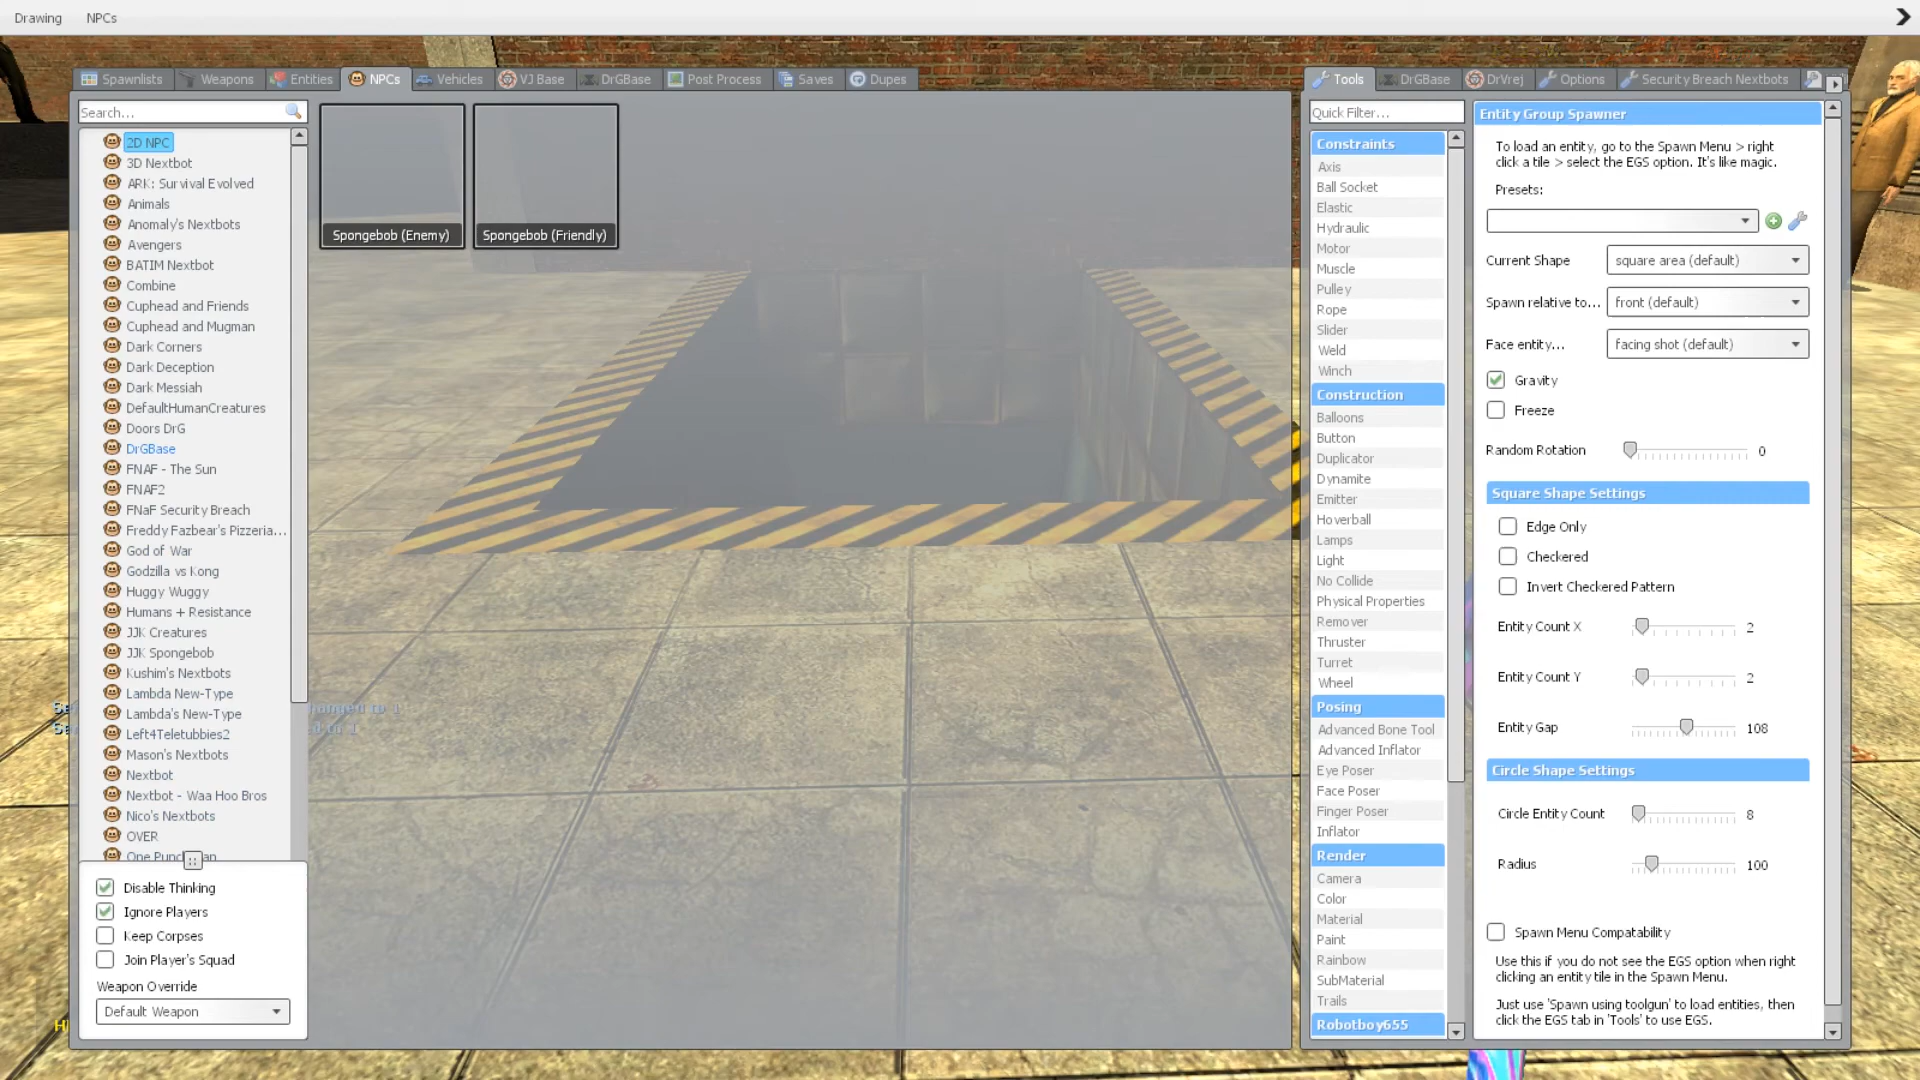 Drawing NPCs
Spawnlists Weapons Entities NPCs Vehicles VJ Base DrGBase Post Process Saves Dupes
Search...
2D NPC
3D Nextbot
ARK: Survival Evolved
Animals
Anomaly's Nextbots
Avengers
BATIM Nextbot
Combine
Cuphead and Friends
Cuphead and Mugman
Dark Corners
Dark Deception
Dark Messiah
DefaultHumanCreatures
Doors DrG
DrGBase
FNAF - The Sun
FNAF2
FNaF Security Breach
Freddy Fazbear's Pizzeria...
God of War
Godzilla vs Kong
Huggy Wuggy
Humans + Resistance
JJK Creatures
JJK Spongebob
Kushim's Nextbots
Lambda New-Type
Lambda's New-Type
Left4Teletubbies2
Mason's Nextbots
Nextbot
Nextbot - Waa Hoo Bros
Nico's Nextbots
OVER
Disable Thinking
Ignore Players
Keep Corpses
Join Player's Squad
Weapon Override
Default Weapon
Spongebob (Enemy)
Spongebob (Friendly)
Tools DrGBase DrVrej Options Security Breach Nextbots
Quick Filter...
Constraints
Axis
Ball Socket
Elastic
Hydraulic
Motor
Muscle
Pulley
Rope
Slider
Weld
Winch
Construction
Balloons
Button
Duplicator
Dynamite
Emitter
Hoverball
Lamps
Light
No Collide
Physical Properties
Remover
Thruster
Turret
Wheel
Posing
Advanced Bone Tool
Advanced Inflator
Eye Poser
Face Poser
Finger Poser
Inflator
Render
Camera
Color
Material
Paint
Rainbow
SubMaterial
Trails
Robotboy655
Entity Group Spawner
To load an entity, go to the Spawn Menu > right
click a tile > select the EGS option. It's like magic.
Presets:
Current Shape square area (default)
Spawn relative to... front (default)
Face entity... facing shot (default)
Gravity
Freeze
Random Rotation 0
Square Shape Settings
Edge Only
Checkered
Invert Checkered Pattern
Entity Count X 2
Entity Count Y 2
Entity Gap 108
Circle Shape Settings
Circle Entity Count 8
Radius 100
Spawn Menu Compatability
Use this if you do not see the EGS option when right
clicking an entity tile in the Spawn Menu.
Just use 'Spawn using toolgun' to load entities, then
click the EGS tab in 'Tools' to use EGS.